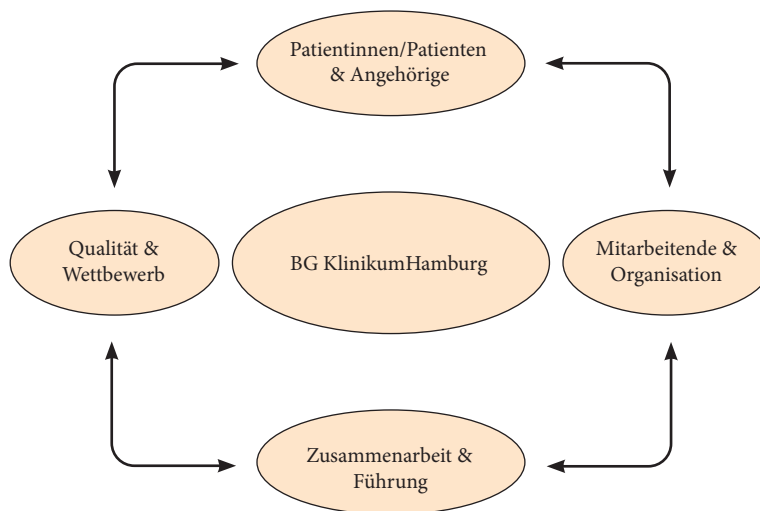 Patientinnen/Patienten
& Angehörige
Qualität &
Wettbewerb
BG KlinikumHamburg
Mitarbeitende &
Organisation
Zusammenarbeit &
Führung